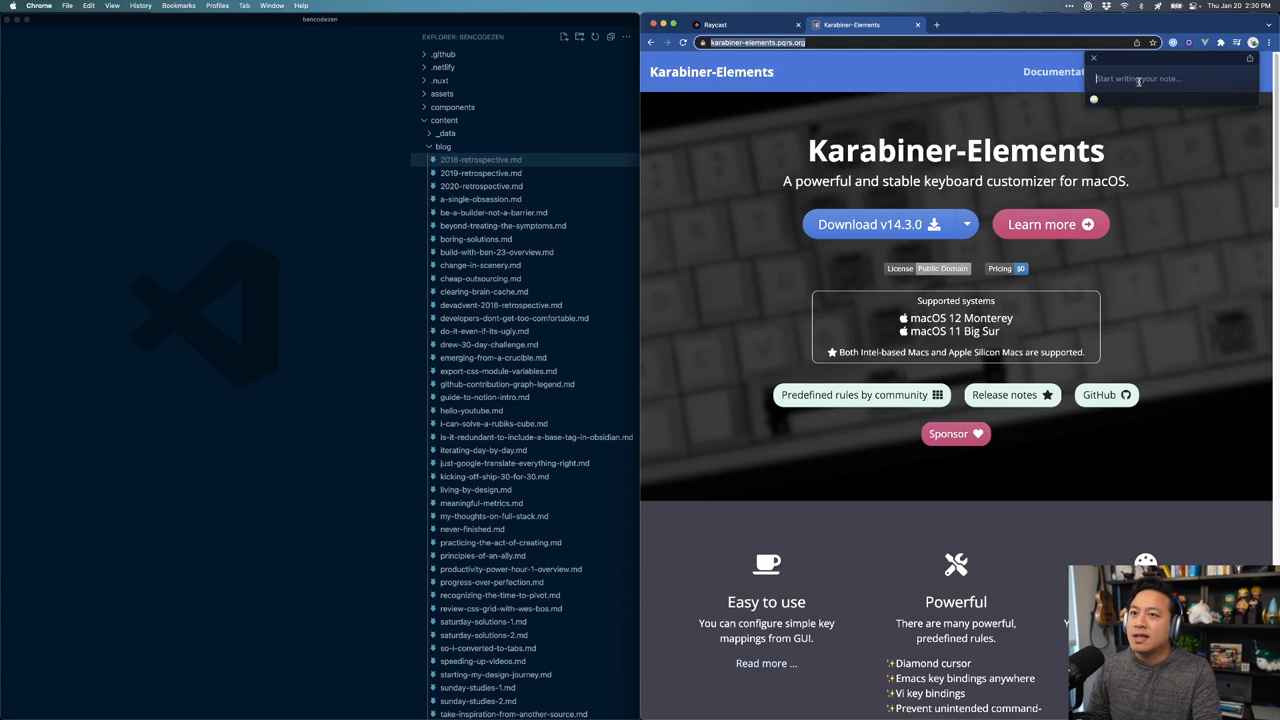 Chrome File Edit View History Bookmarks Profiles Tab Window Help
Thu Jan 20 2:30 PM
bencodezen
EXPLORER: BENCODEZEN
.github
.netlify
.nuxt
assets
components
content
_data
blog
2018-retrospective.md
2019-retrospective.md
2020-retrospective.md
a-single-obsession.md
be-a-builder-not-a-barrier.md
beyond-treating-the-symptoms.md
boring-solutions.md
build-with-ben-23-overview.md
change-in-scenery.md
cheap-outsourcing.md
clearing-brain-cache.md
devadvent-2018-retrospective.md
developers-dont-get-too-comfortable.md
do-it-even-if-its-ugly.md
drew-30-day-challenge.md
emerging-from-a-crucible.md
export-css-module-variables.md
github-contribution-graph-legend.md
guide-to-notion-intro.md
hello-youtube.md
i-can-solve-a-rubiks-cube.md
is-it-redundant-to-include-a-base-tag-in-obsidian.md
iterating-day-by-day.md
just-google-translate-everything-right.md
kicking-off-ship-30-for-30.md
living-by-design.md
meaningful-metrics.md
my-thoughts-on-full-stack.md
never-finished.md
practicing-the-act-of-creating.md
principles-of-an-ally.md
productivity-power-hour-1-overview.md
progress-over-perfection.md
recognizing-the-time-to-pivot.md
review-css-grid-with-wes-bos.md
saturday-solutions-1.md
saturday-solutions-2.md
so-i-converted-to-tabs.md
speeding-up-videos.md
starting-my-design-journey.md
sunday-studies-1.md
sunday-studies-2.md
take-inspiration-from-another-source.md
Raycast
Karabiner-Elements
karabiner-elements.pqrs.org
Karabiner-Elements
Documentat
Start writing your note...
Karabiner-Elements
A powerful and stable keyboard customizer for macOS.
Download v14.3.0
Learn more
License Public Domain
Pricing $0
Supported systems
macOS 12 Monterey
macOS 11 Big Sur
Both Intel-based Macs and Apple Silicon Macs are supported.
Predefined rules by community
Release notes
GitHub
Sponsor
Easy to use
You can configure simple key
mappings from GUI.
Read more ...
Powerful
There are many powerful,
predefined rules.
✨Diamond cursor
✨Emacs key bindings anywhere
✨Vi key bindings
✨Prevent unintended command-